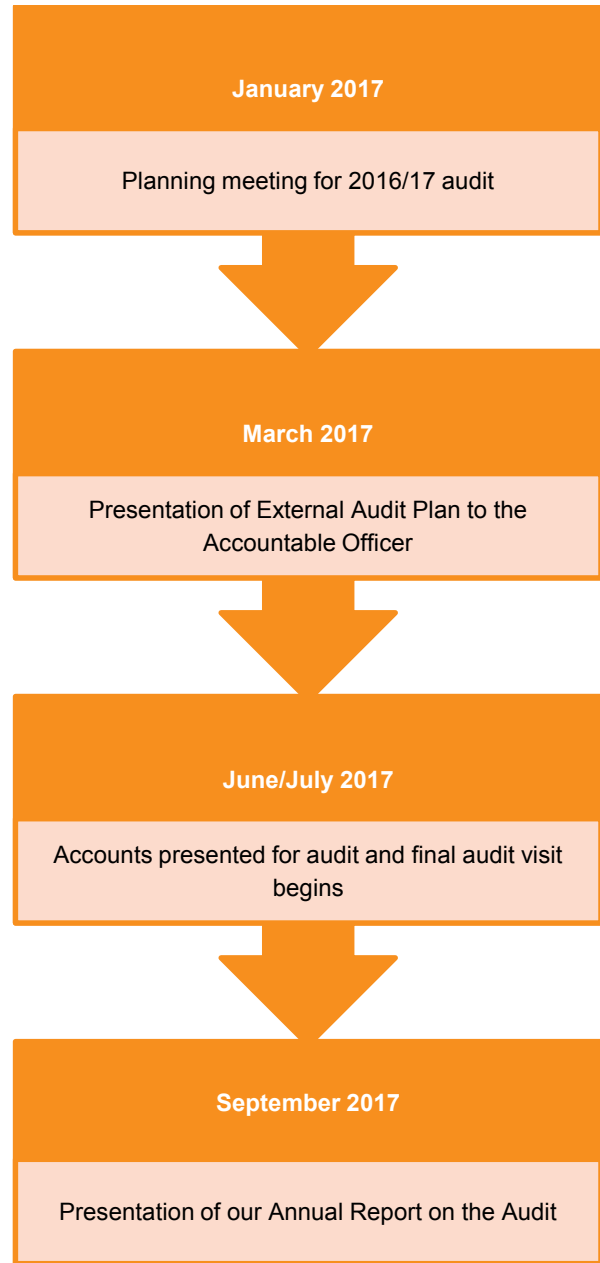 January 2017
Planning meeting for 2016/17 audit
March 2017
Presentation of External Audit Plan to the
Accountable Officer
June/July 2017
Accounts presented for audit and final audit visit
begins
September 2017
Presentation of our Annual Report on the Audit